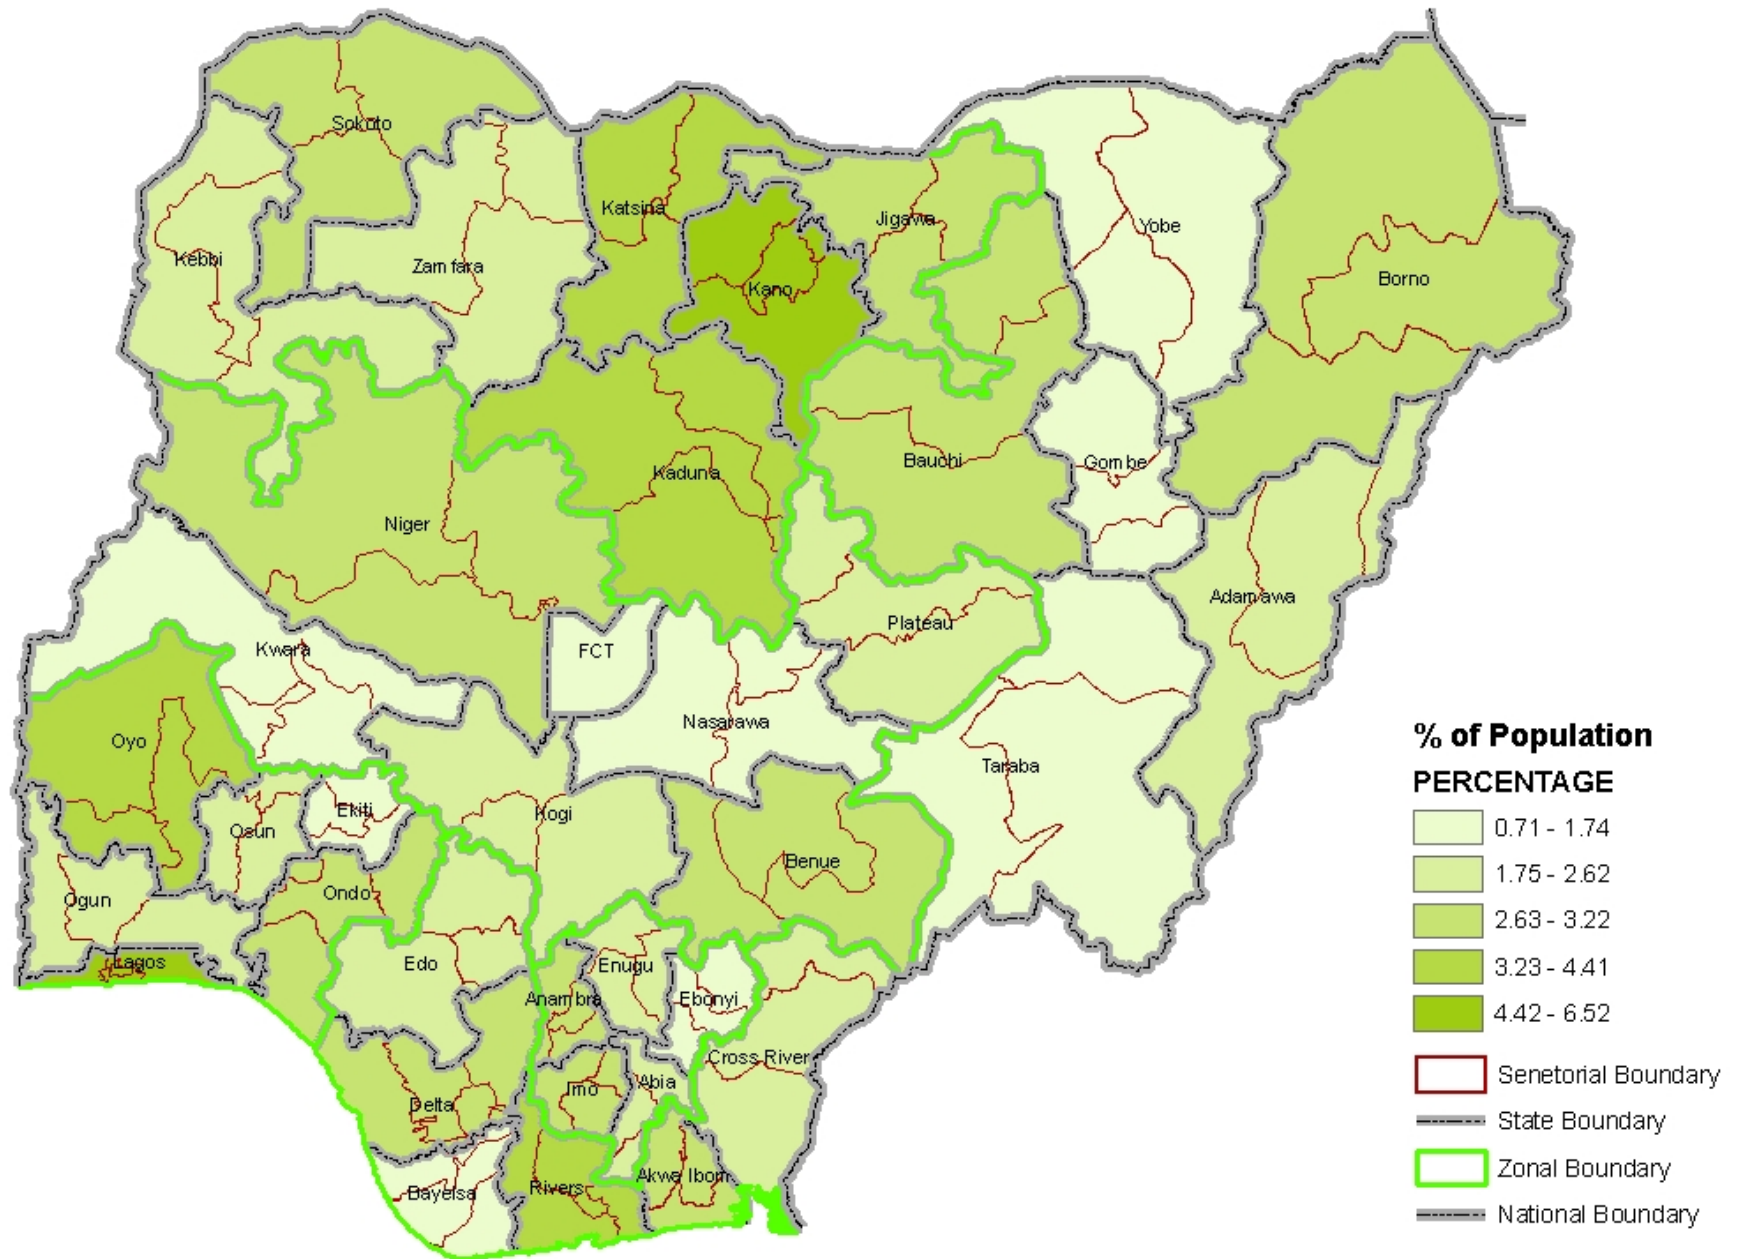 Sokoto
Katsina
Jigawa
Yobe
Kebbi
Zamfara
Kano
Borno
Kaduna
Bauchi
Gombe
Niger
Adamawa
Plateau
Kwara
FCT
Nasarawa
Oyo
Taraba
Ekiti
Kogi
Osun
Benue
Ogun
Ondo
Lagos
Edo
Enugu
Anambra
Ebonyi
Cross River
Imo
Abia
Delta
Akwa Ibom
Rivers
Bayelsa
% of Population
PERCENTAGE
0.71 - 1.74
1.75 - 2.62
2.63 - 3.22
3.23 - 4.41
4.42 - 6.52
Senetorial Boundary
State Boundary
Zonal Boundary
National Boundary